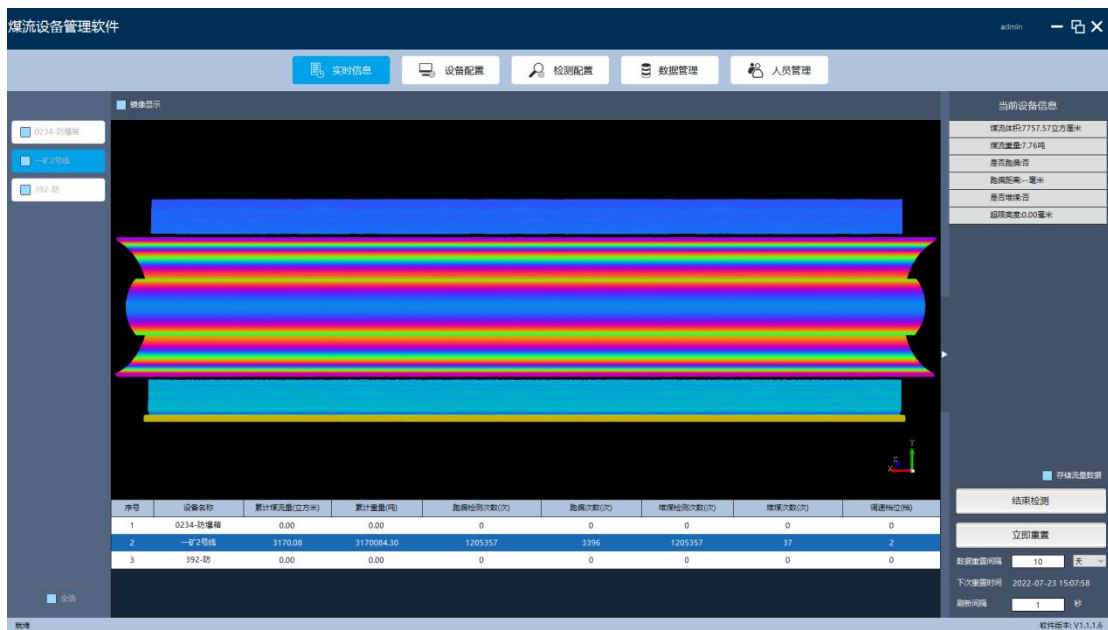 煤流设备管理软件
admin
实时信息 设备配置 检测配置 数据管理 人员管理
镜像显示
当前设备信息
0234-防爆箱
一矿2号线
392-防
煤流体积:7757.57立方厘米
煤流重量:7.76吨
是否跑偏:否
跑偏距离:--毫米
是否堆煤:否
超限高度:0.00毫米
Y
Z
X
存储流量数据
结束检测
立即重置
数据重置间隔 10 天
下次重置时间 2022-07-23 15:07:58
刷新间隔 1 秒
序号 设备名称 累计煤流量(立方米) 累计重量(吨) 跑偏检测次数(次) 跑偏次数(次) 堆煤检测次数(次) 堆煤次数(次) 调速档位(档)
1 0234-防爆箱 0.00 0.00 0 0 0 0 0
2 一矿2号线 3170.08 3170084.30 1205357 3396 1205357 37 2
3 392-防 0.00 0.00 0 0 0 0 0
全选
就绪
软件版本: V1.1.1.6